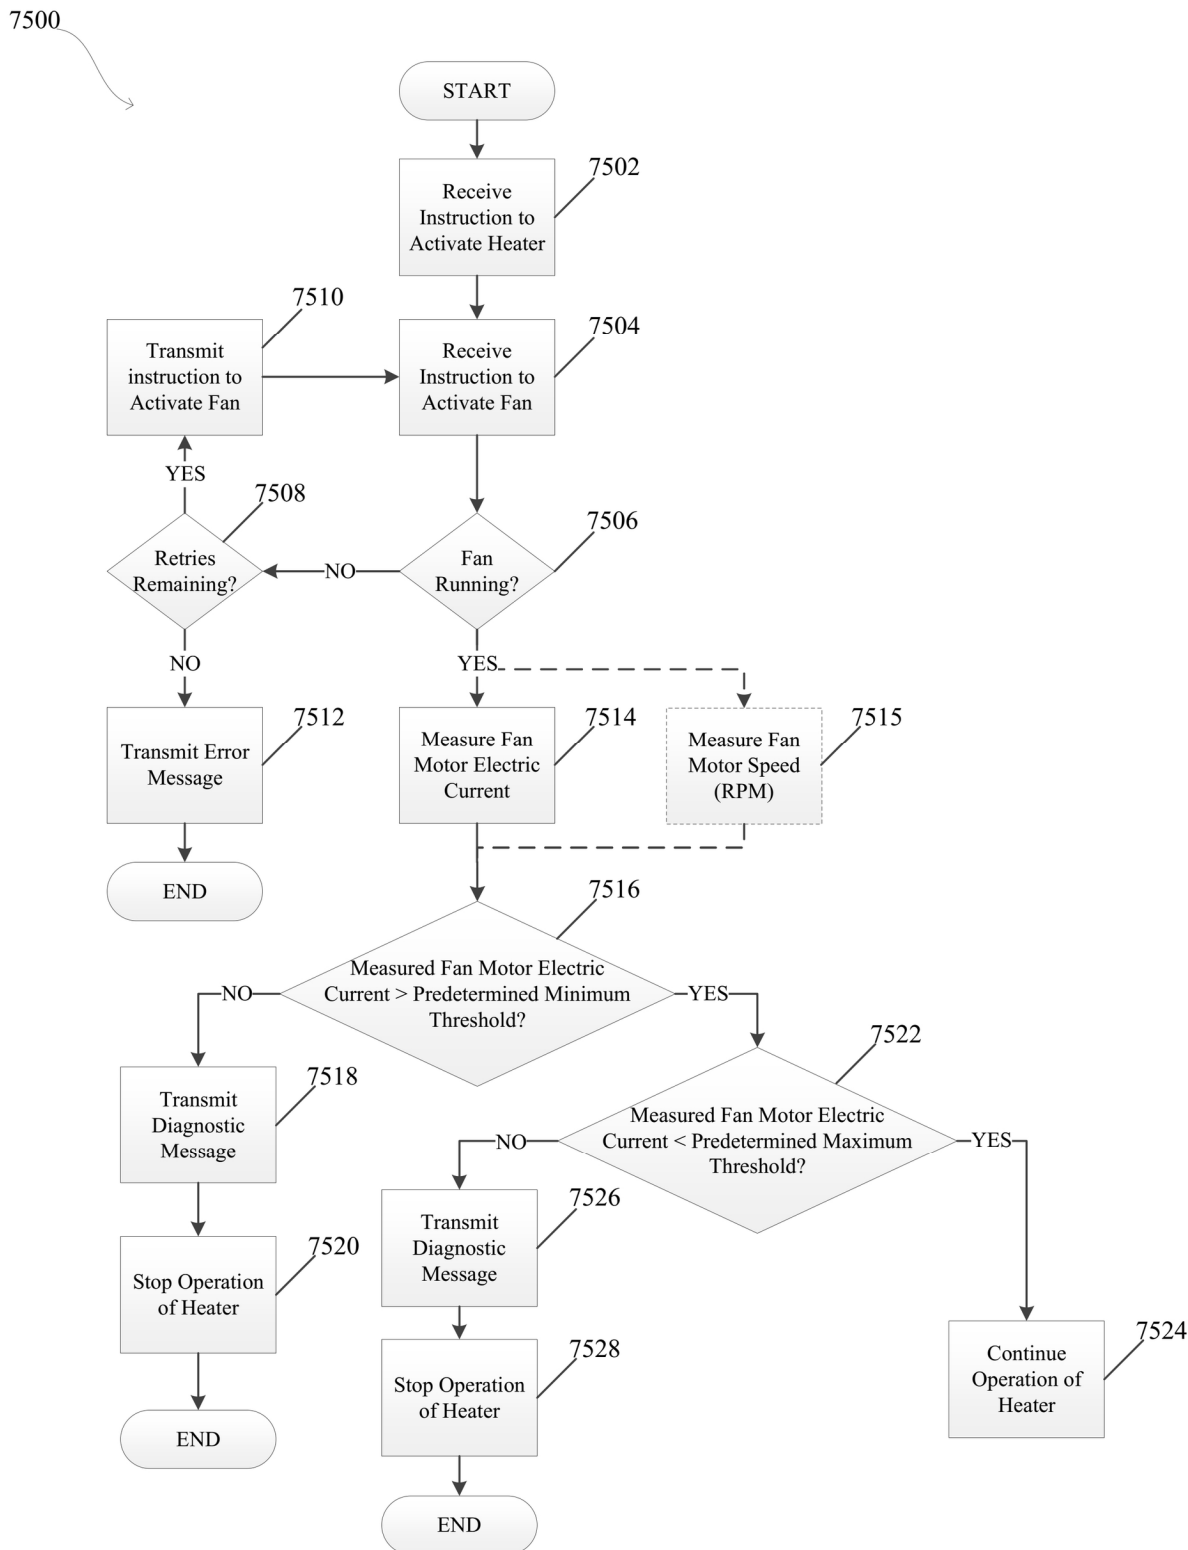 7500
START
7502
Receive
Instruction to
Activate Heater
7510
7504
Transmit
instruction to
Activate Fan
Receive
Instruction to
Activate Fan
YES
7508
7506
Retries
Remaining?
NO
Fan
Running?
NO
YES
7512
7514
7515
Transmit Error
Message
Measure Fan
Motor Electric
Current
Measure Fan
Motor Speed
(RPM)
END
7516
Measured Fan Motor Electric
Current > Predetermined Minimum
Threshold?
NO
YES
7522
7518
Transmit
Diagnostic
Message
Measured Fan Motor Electric
Current < Predetermined Maximum
Threshold?
NO
YES
7526
Transmit
Diagnostic
Message
7520
Stop Operation
of Heater
7528
Stop Operation
of Heater
7524
Continue
Operation of
Heater
END
END